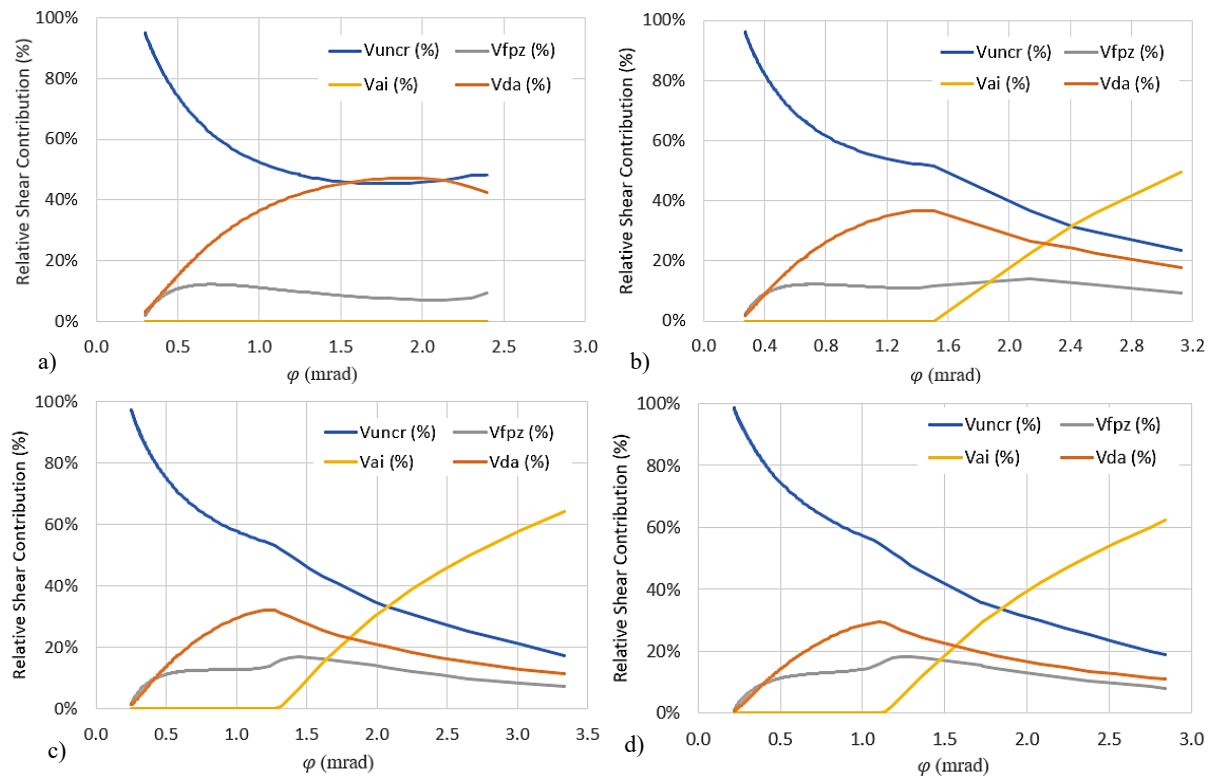 Relative Shear Contribution (%)
100%
80%
60%
40%
20%
0%
Vuncr (%) Vfpz (%)
Vai (%) Vda (%)
0.0 0.5 1.0 1.5 2.0 2.5 3.0
a)
φ (mrad)
Relative Shear Contribution (%)
100%
80%
60%
40%
20%
0%
Vuncr (%) Vfpz (%)
Vai (%) Vda (%)
0.0 0.4 0.8 1.2 1.6 2.0 2.4 2.8 3.2
b)
φ (mrad)
Relative Shear Contribution (%)
100%
80%
60%
40%
20%
0%
Vuncr (%) Vfpz (%)
Vai (%) Vda (%)
0.0 0.5 1.0 1.5 2.0 2.5 3.0 3.5
c)
φ (mrad)
Relative Shear Contribution (%)
100%
80%
60%
40%
20%
0%
Vuncr (%) Vfpz (%)
Vai (%) Vda (%)
0.0 0.5 1.0 1.5 2.0 2.5 3.0
d)
φ (mrad)